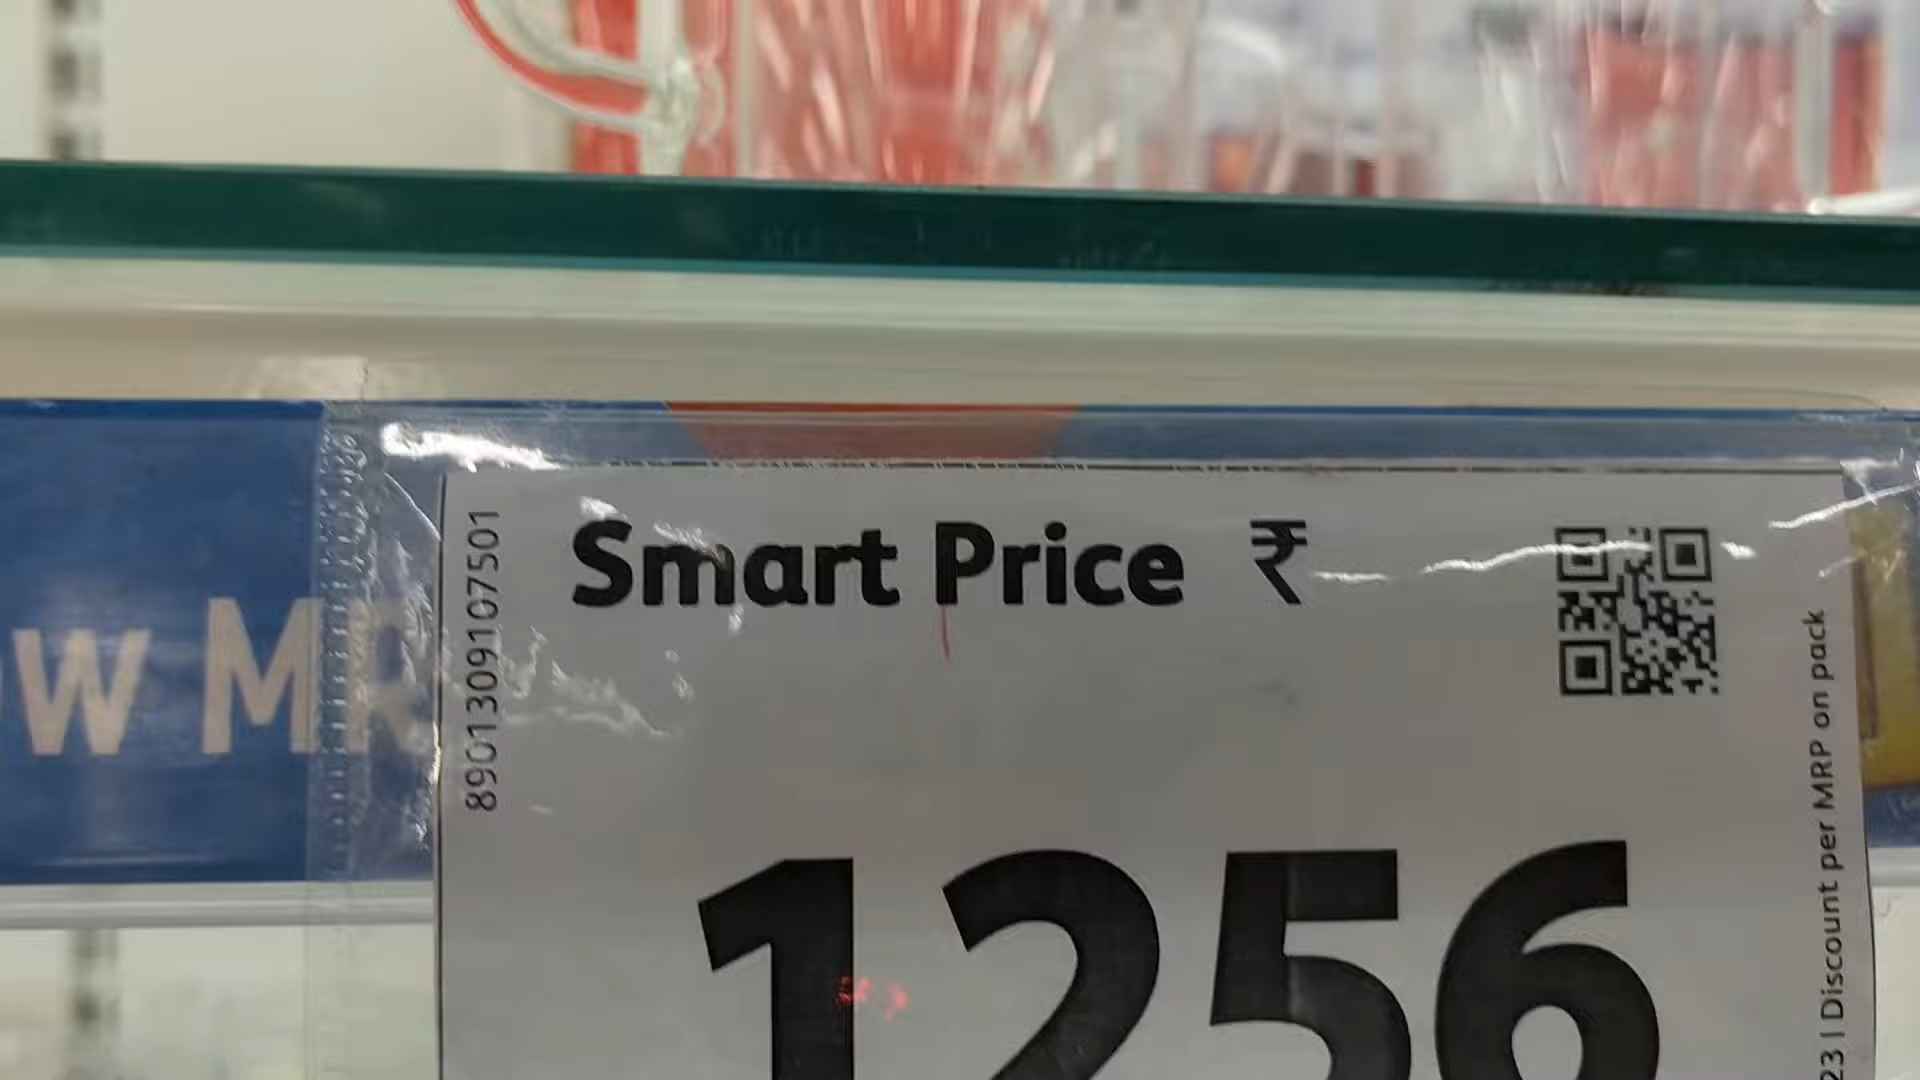 w MR
8901309107501
Smart Price ₹
1256
23 | Discount per MRP on pack